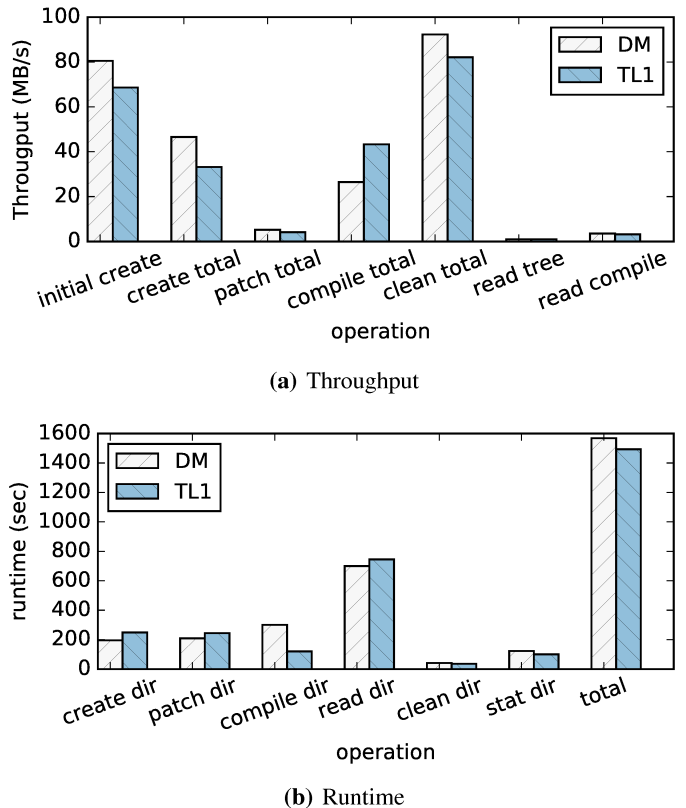 100
80
60
40
20
0
Througput (MB/s)
DM
TL1
initial create
create total
patch total
compile total
clean total
read tree
read compile
operation
(a) Throughput
1600
1400
1200
1000
800
600
400
200
0
runtime (sec)
DM
TL1
create dir
patch dir
compile dir
read dir
clean dir
stat dir
total
operation
(b) Runtime